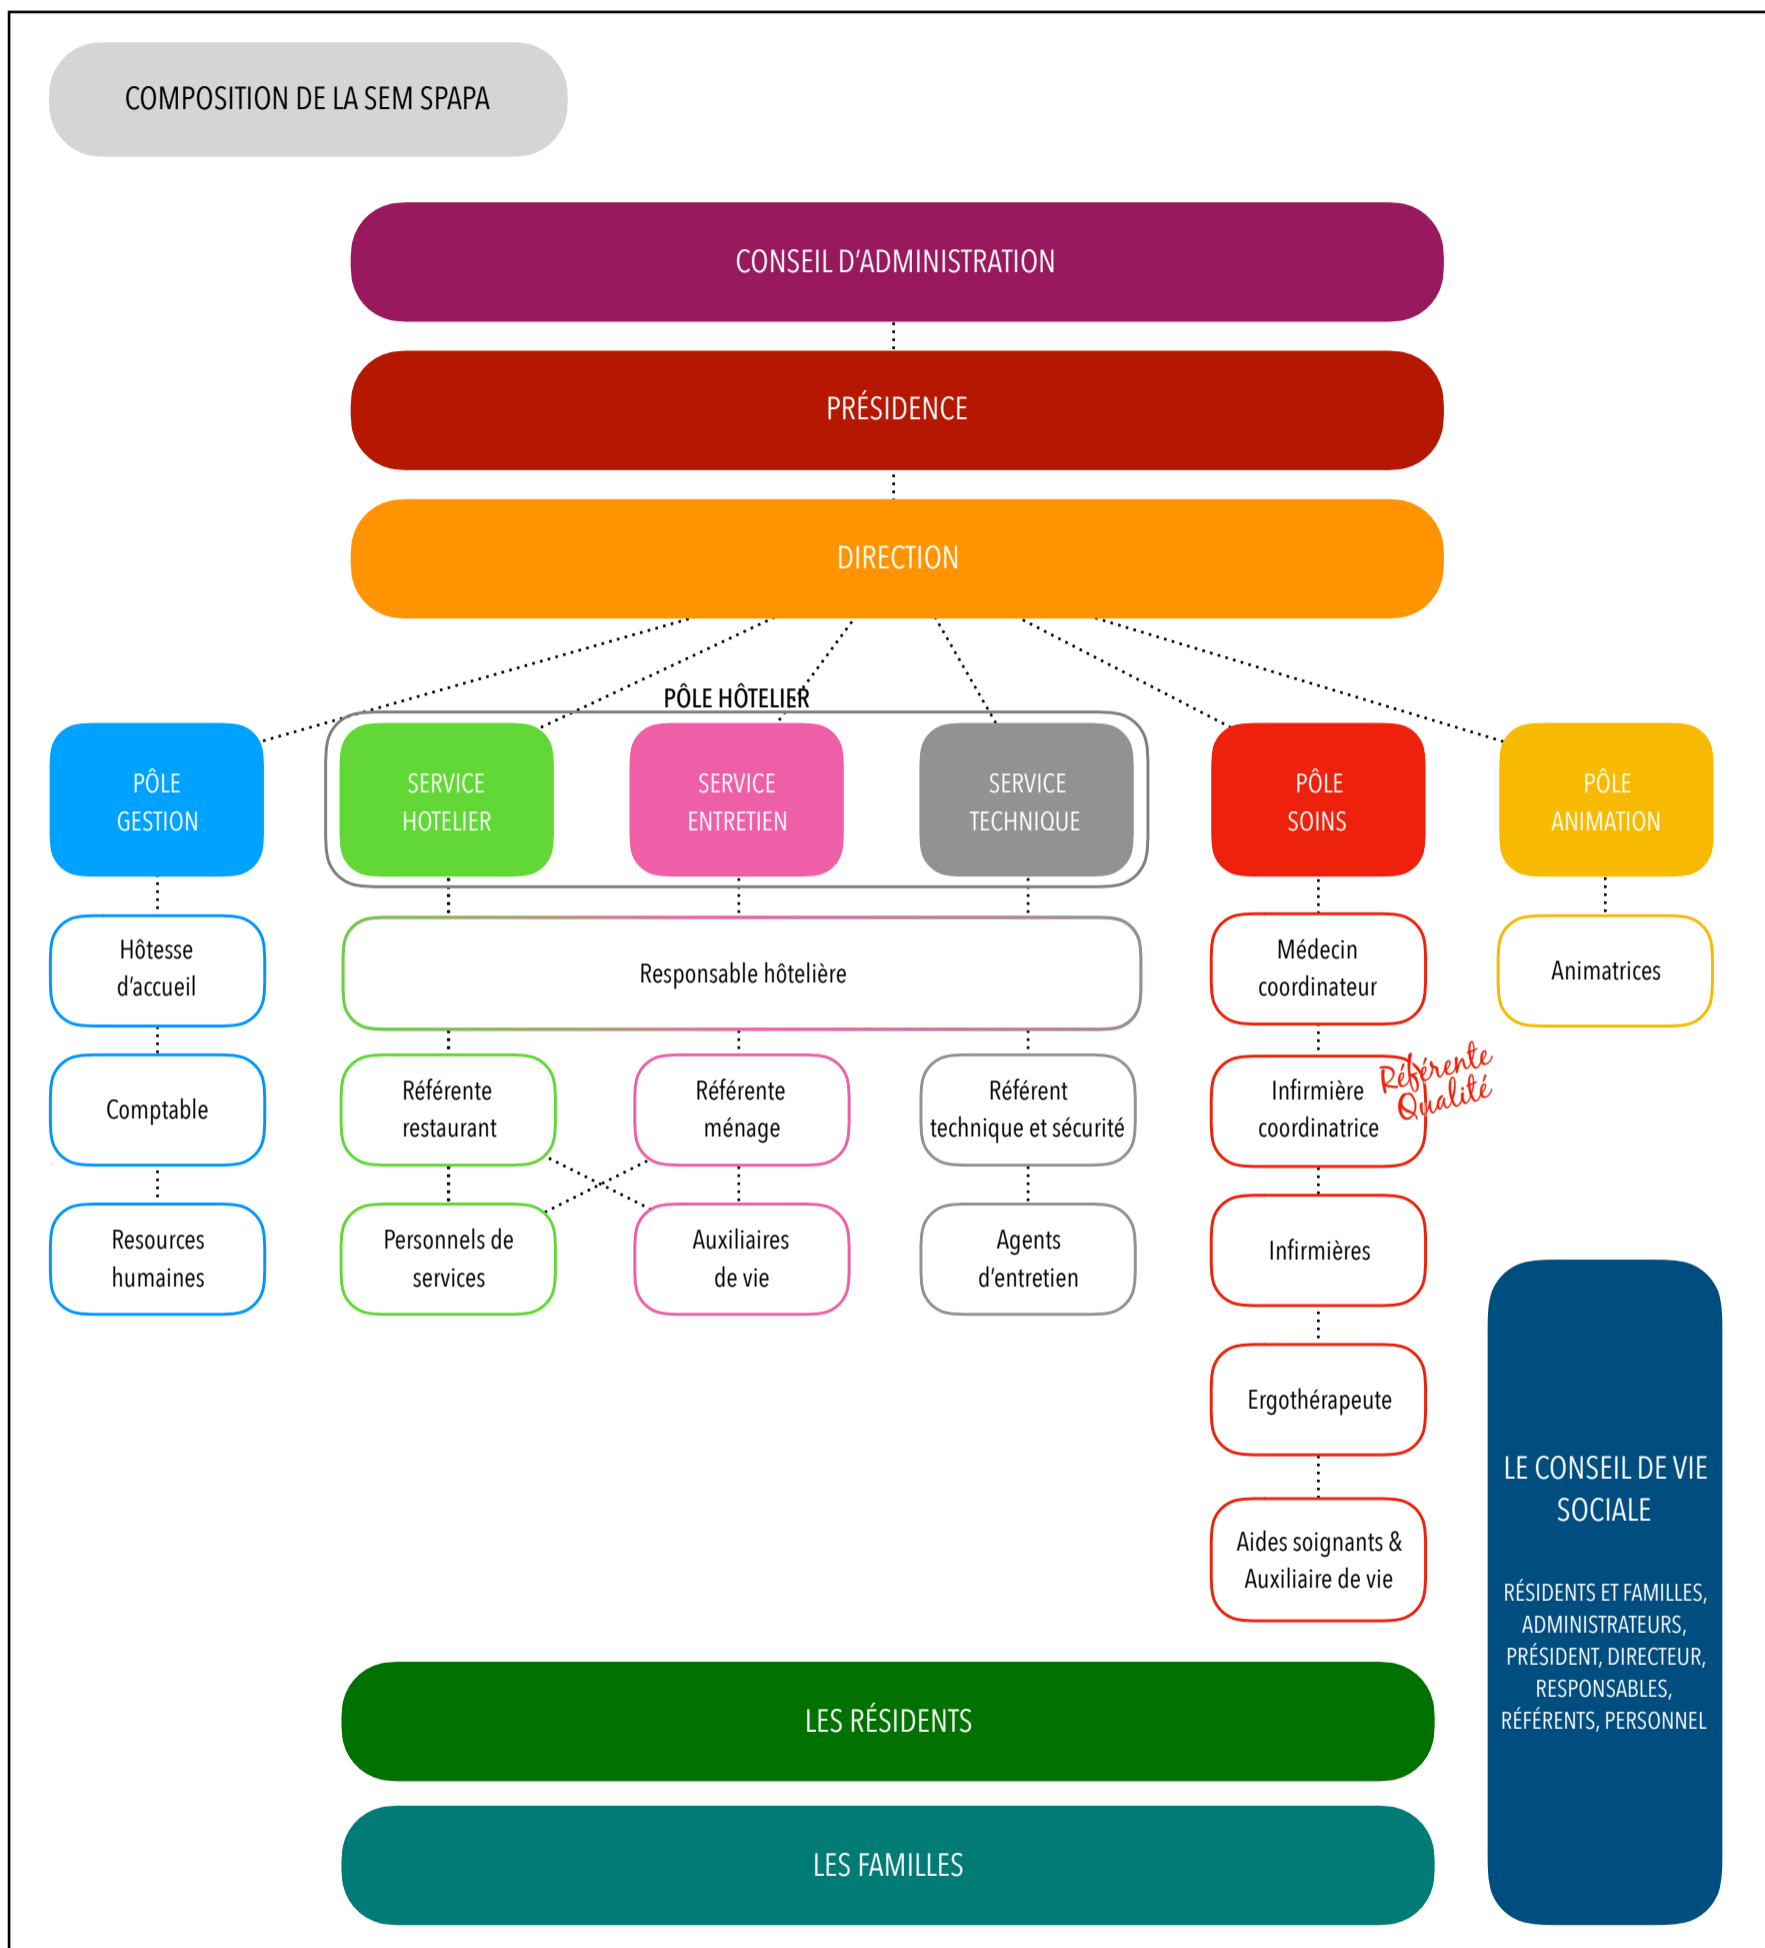 COMPOSITION DE LA SEM SPAPA
CONSEIL D'ADMINISTRATION
PRÉSIDENCE
DIRECTION
PÔLE HÔTELIER
PÔLE
GESTION
SERVICE
HOTELIER
SERVICE
ENTRETIEN
SERVICE
TECHNIQUE
PÔLE
SOINS
PÔLE
ANIMATION
Hôtesse
d'accueil
Responsable hôtelière
Médecin
coordinateur
Animatrices
Comptable
Référente
restaurant
Référente
ménage
Référent
technique et sécurité
Infirmière
coordinatrice
Référente
Qualité
Resources
humaines
Personnels de
services
Auxiliaires
de vie
Agents
d'entretien
Infirmières
Ergothérapeute
Aides soignants &
Auxiliaire de vie
LE CONSEIL DE VIE
SOCIALE
RÉSIDENTS ET FAMILLES,
ADMINISTRATEURS,
PRÉSIDENT, DIRECTEUR,
RESPONSABLES,
RÉFÉRENTS, PERSONNEL
LES RÉSIDENTS
LES FAMILLES